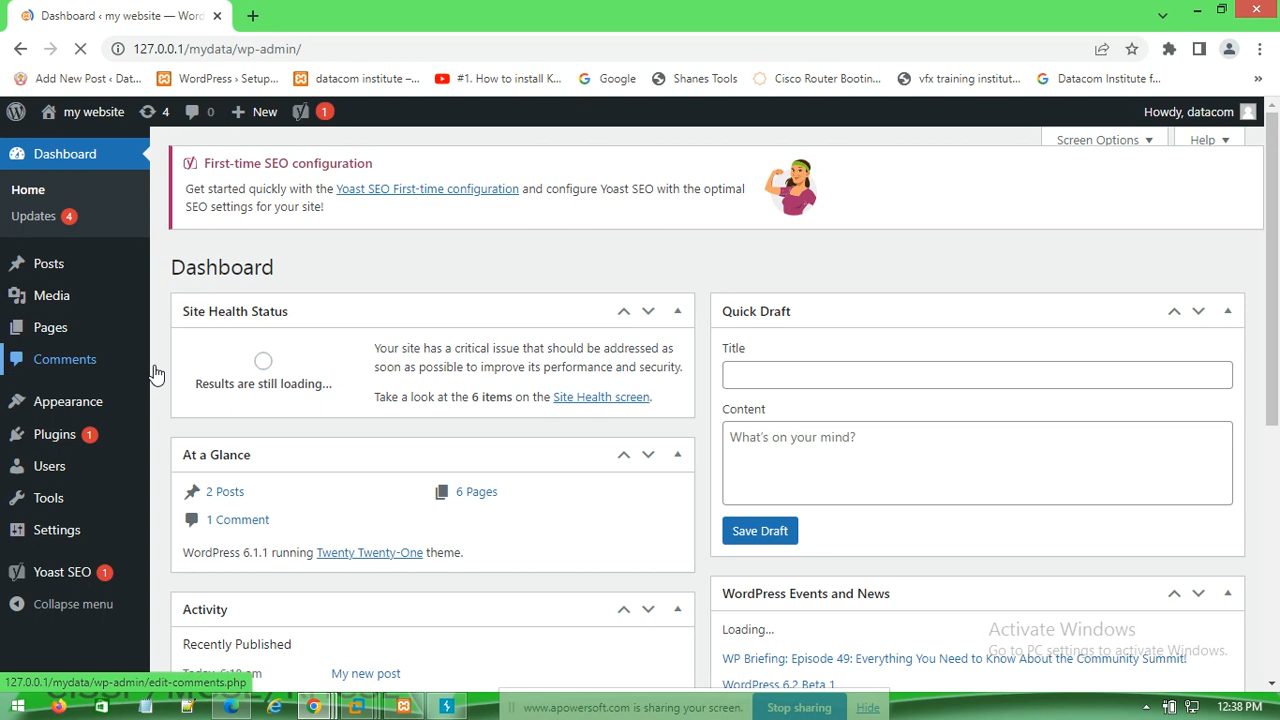 Dashboard ‹ my website — Word
127.0.0.1/mydata/wp-admin/
Add New Post ‹ Dat...
WordPress › Setup...
datacom institute –...
#1. How to install K...
Google
Shanes Tools
Cisco Router Bootin...
vfx training institut...
Datacom Institute f...
»
my website
4
0
New
1
Howdy, datacom
Screen Options
Help
Dashboard
Home
Updates 4
Posts
Media
Pages
Comments
Appearance
Plugins 1
Users
Tools
Settings
Yoast SEO 1
Collapse menu
First-time SEO configuration
Get started quickly with the Yoast SEO First-time configuration and configure Yoast SEO with the optimal
SEO settings for your site!
Dashboard
Site Health Status
Results are still loading...
Your site has a critical issue that should be addressed as
soon as possible to improve its performance and security.
Take a look at the 6 items on the Site Health screen.
At a Glance
2 Posts
6 Pages
1 Comment
WordPress 6.1.1 running Twenty Twenty-One theme.
Activity
Recently Published
My new post
Quick Draft
Title
Content
What's on your mind?
Save Draft
WordPress Events and News
Loading...
WP Briefing: Episode 49: Everything You Need to Know About the Community Summit!
WordPress 6.2 Beta 1
Activate Windows
Go to PC settings to activate Windows.
127.0.0.1/mydata/wp-admin/edit-comments.php
www.apowersoft.com is sharing your screen.
Stop sharing
Hide
12:38 PM